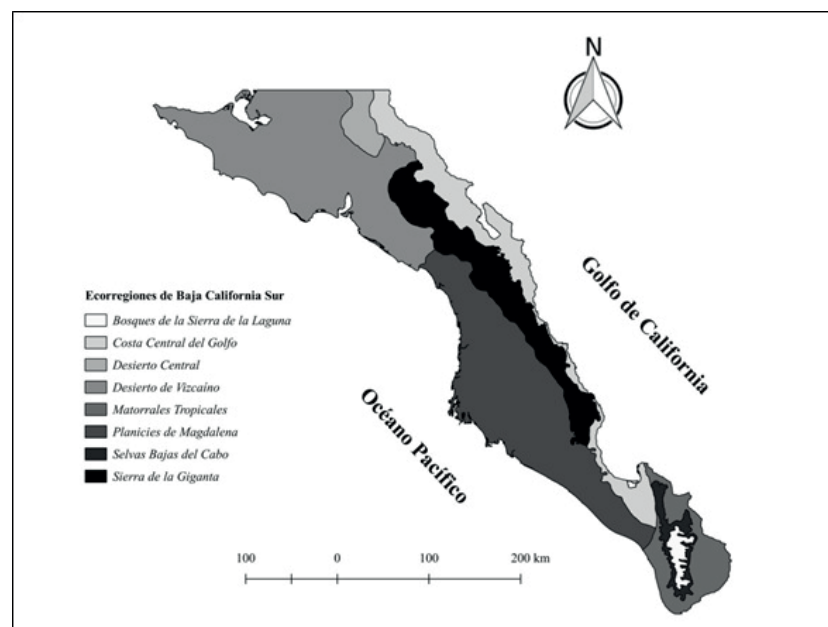 N
Golfo de California
Ecorregiones de Baja California Sur
Bosques de la Sierra de la Laguna
Costa Central del Golfo
Desierto Central
Desierto de Vizcaíno
Matorrales Tropicales
Planicies de Magdalena
Selvas Bajas del Cabo
Sierra de la Giganta
Océano Pacífico
100 0 100 200 km